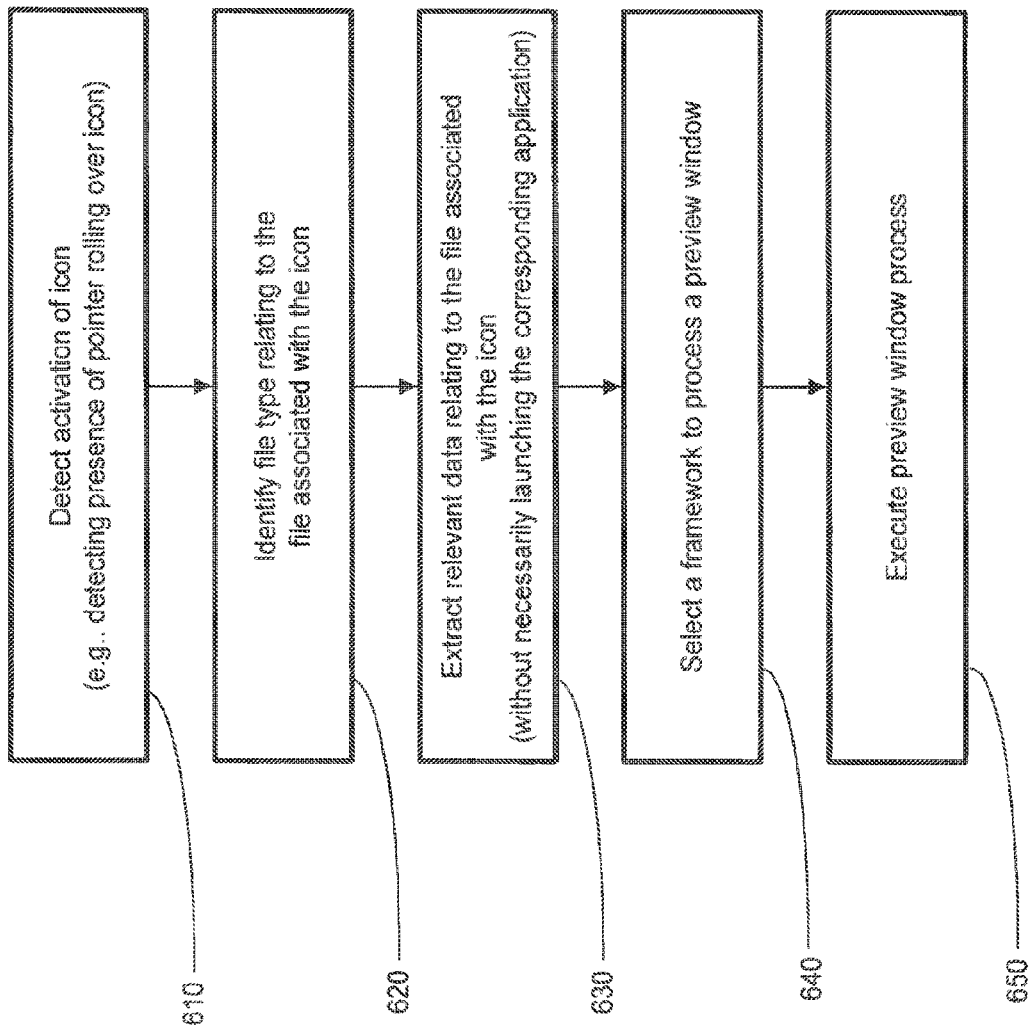 Detect activation of icon
(e.g., detecting presence of pointer rolling over icon)
610
Identify file type relating to the
file associated with the icon
620
Extract relevant data relating to the file associated
with the icon
(without necessarily launching the corresponding application)
630
Select a framework to process a preview window
640
Execute preview window process
650